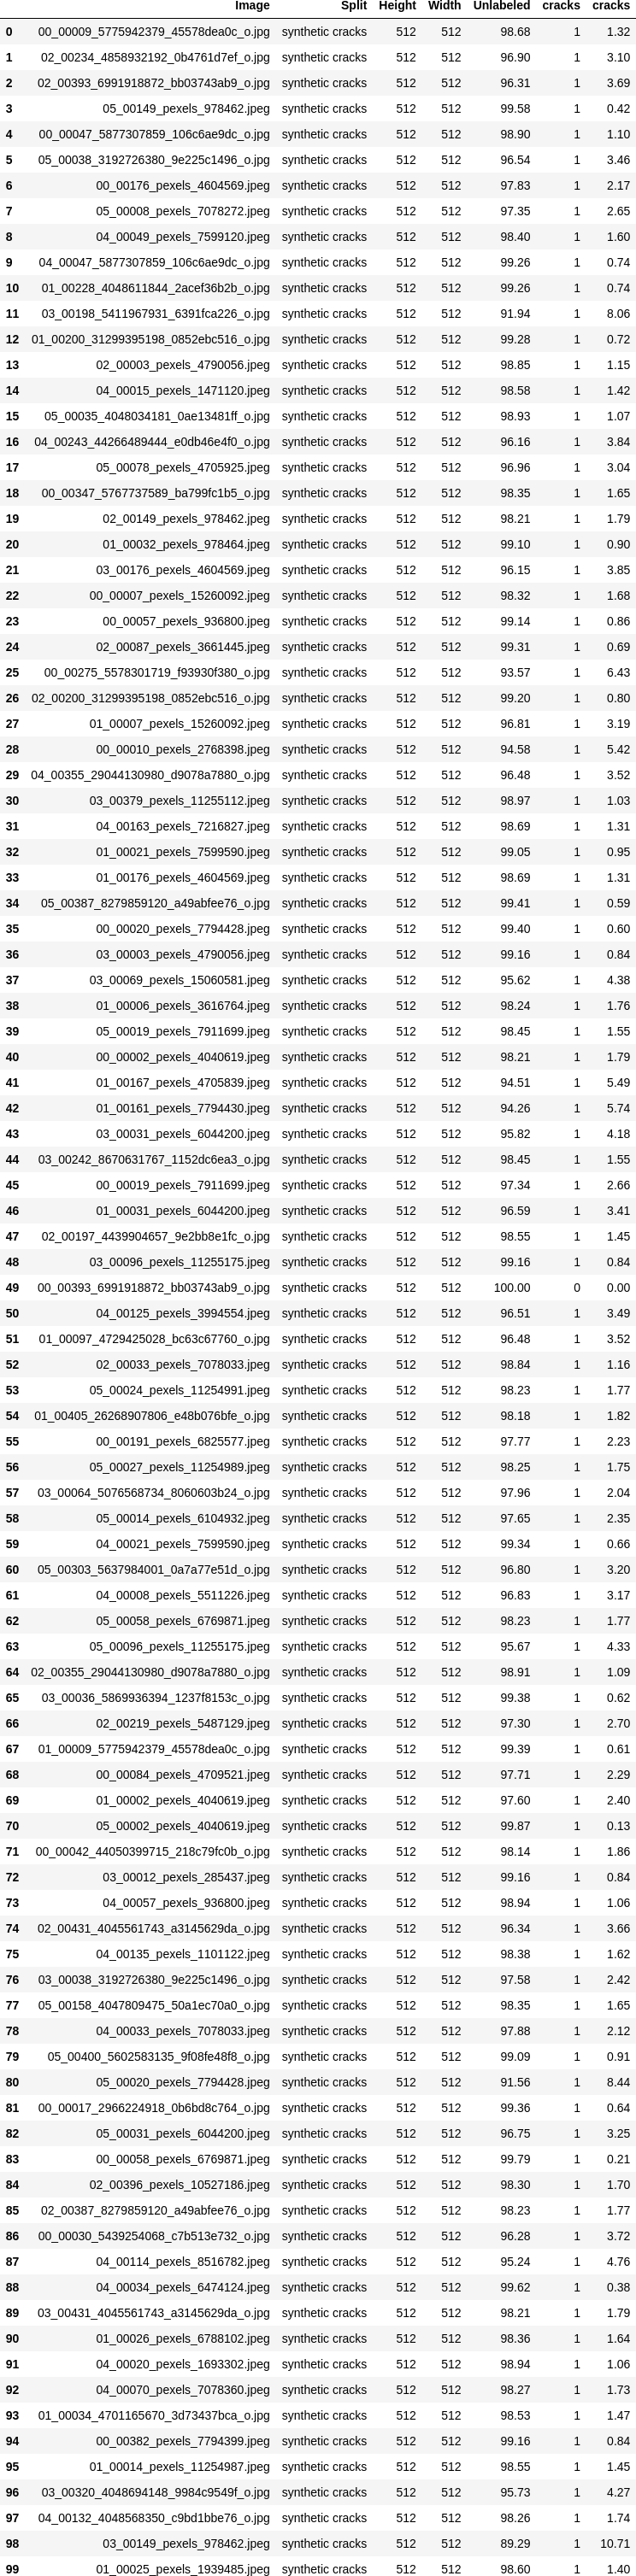 Image Split Height Width Unlabeled cracks cracks
0 00_00009_5775942379_45578dea0c_o.jpg synthetic cracks 512 512 98.68 1 1.32
1 02_00234_4858932192_0b4761d7ef_o.jpg synthetic cracks 512 512 96.90 1 3.10
2 02_00393_6991918872_bb03743ab9_o.jpg synthetic cracks 512 512 96.31 1 3.69
3 05_00149_pexels_978462.jpeg synthetic cracks 512 512 99.58 1 0.42
4 00_00047_5877307859_106c6ae9dc_o.jpg synthetic cracks 512 512 98.90 1 1.10
5 05_00038_3192726380_9e225c1496_o.jpg synthetic cracks 512 512 96.54 1 3.46
6 00_00176_pexels_4604569.jpeg synthetic cracks 512 512 97.83 1 2.17
7 05_00008_pexels_7078272.jpeg synthetic cracks 512 512 97.35 1 2.65
8 04_00049_pexels_7599120.jpeg synthetic cracks 512 512 98.40 1 1.60
9 04_00047_5877307859_106c6ae9dc_o.jpg synthetic cracks 512 512 99.26 1 0.74
10 01_00228_4048611844_2acef36b2b_o.jpg synthetic cracks 512 512 99.26 1 0.74
11 03_00198_5411967931_6391fca226_o.jpg synthetic cracks 512 512 91.94 1 8.06
12 01_00200_31299395198_0852ebc516_o.jpg synthetic cracks 512 512 99.28 1 0.72
13 02_00003_pexels_4790056.jpeg synthetic cracks 512 512 98.85 1 1.15
14 04_00015_pexels_1471120.jpeg synthetic cracks 512 512 98.58 1 1.42
15 05_00035_4048034181_0ae13481ff_o.jpg synthetic cracks 512 512 98.93 1 1.07
16 04_00243_44266489444_e0db46e4f0_o.jpg synthetic cracks 512 512 96.16 1 3.84
17 05_00078_pexels_4705925.jpeg synthetic cracks 512 512 96.96 1 3.04
18 00_00347_5767737589_ba799fc1b5_o.jpg synthetic cracks 512 512 98.35 1 1.65
19 02_00149_pexels_978462.jpeg synthetic cracks 512 512 98.21 1 1.79
20 01_00032_pexels_978464.jpeg synthetic cracks 512 512 99.10 1 0.90
21 03_00176_pexels_4604569.jpeg synthetic cracks 512 512 96.15 1 3.85
22 00_00007_pexels_15260092.jpeg synthetic cracks 512 512 98.32 1 1.68
23 00_00057_pexels_936800.jpeg synthetic cracks 512 512 99.14 1 0.86
24 02_00087_pexels_3661445.jpeg synthetic cracks 512 512 99.31 1 0.69
25 00_00275_5578301719_f93930f380_o.jpg synthetic cracks 512 512 93.57 1 6.43
26 02_00200_31299395198_0852ebc516_o.jpg synthetic cracks 512 512 99.20 1 0.80
27 01_00007_pexels_15260092.jpeg synthetic cracks 512 512 96.81 1 3.19
28 00_00010_pexels_2768398.jpeg synthetic cracks 512 512 94.58 1 5.42
29 04_00355_29044130980_d9078a7880_o.jpg synthetic cracks 512 512 96.48 1 3.52
30 03_00379_pexels_11255112.jpeg synthetic cracks 512 512 98.97 1 1.03
31 04_00163_pexels_7216827.jpeg synthetic cracks 512 512 98.69 1 1.31
32 01_00021_pexels_7599590.jpeg synthetic cracks 512 512 99.05 1 0.95
33 01_00176_pexels_4604569.jpeg synthetic cracks 512 512 98.69 1 1.31
34 05_00387_8279859120_a49abfee76_o.jpg synthetic cracks 512 512 99.41 1 0.59
35 00_00020_pexels_7794428.jpeg synthetic cracks 512 512 99.40 1 0.60
36 03_00003_pexels_4790056.jpeg synthetic cracks 512 512 99.16 1 0.84
37 03_00069_pexels_15060581.jpeg synthetic cracks 512 512 95.62 1 4.38
38 01_00006_pexels_3616764.jpeg synthetic cracks 512 512 98.24 1 1.76
39 05_00019_pexels_7911699.jpeg synthetic cracks 512 512 98.45 1 1.55
40 00_00002_pexels_4040619.jpeg synthetic cracks 512 512 98.21 1 1.79
41 01_00167_pexels_4705839.jpeg synthetic cracks 512 512 94.51 1 5.49
42 01_00161_pexels_7794430.jpeg synthetic cracks 512 512 94.26 1 5.74
43 03_00031_pexels_6044200.jpeg synthetic cracks 512 512 95.82 1 4.18
44 03_00242_8670631767_1152dc6ea3_o.jpg synthetic cracks 512 512 98.45 1 1.55
45 00_00019_pexels_7911699.jpeg synthetic cracks 512 512 97.34 1 2.66
46 01_00031_pexels_6044200.jpeg synthetic cracks 512 512 96.59 1 3.41
47 02_00197_4439904657_9e2bb8e1fc_o.jpg synthetic cracks 512 512 98.55 1 1.45
48 03_00096_pexels_11255175.jpeg synthetic cracks 512 512 99.16 1 0.84
49 00_00393_6991918872_bb03743ab9_o.jpg synthetic cracks 512 512 100.00 0 0.00
50 04_00125_pexels_3994554.jpeg synthetic cracks 512 512 96.51 1 3.49
51 01_00097_4729425028_bc63c67760_o.jpg synthetic cracks 512 512 96.48 1 3.52
52 02_00033_pexels_7078033.jpeg synthetic cracks 512 512 98.84 1 1.16
53 05_00024_pexels_11254991.jpeg synthetic cracks 512 512 98.23 1 1.77
54 01_00405_26268907806_e48b076bfe_o.jpg synthetic cracks 512 512 98.18 1 1.82
55 00_00191_pexels_6825577.jpeg synthetic cracks 512 512 97.77 1 2.23
56 05_00027_pexels_11254989.jpeg synthetic cracks 512 512 98.25 1 1.75
57 03_00064_5076568734_8060603b24_o.jpg synthetic cracks 512 512 97.96 1 2.04
58 05_00014_pexels_6104932.jpeg synthetic cracks 512 512 97.65 1 2.35
59 04_00021_pexels_7599590.jpeg synthetic cracks 512 512 99.34 1 0.66
60 05_00303_5637984001_0a7a77e51d_o.jpg synthetic cracks 512 512 96.80 1 3.20
61 04_00008_pexels_5511226.jpeg synthetic cracks 512 512 96.83 1 3.17
62 05_00058_pexels_6769871.jpeg synthetic cracks 512 512 98.23 1 1.77
63 05_00096_pexels_11255175.jpeg synthetic cracks 512 512 95.67 1 4.33
64 02_00355_29044130980_d9078a7880_o.jpg synthetic cracks 512 512 98.91 1 1.09
65 03_00036_5869936394_1237f8153c_o.jpg synthetic cracks 512 512 99.38 1 0.62
66 02_00219_pexels_5487129.jpeg synthetic cracks 512 512 97.30 1 2.70
67 01_00009_5775942379_45578dea0c_o.jpg synthetic cracks 512 512 99.39 1 0.61
68 00_00084_pexels_4709521.jpeg synthetic cracks 512 512 97.71 1 2.29
69 01_00002_pexels_4040619.jpeg synthetic cracks 512 512 97.60 1 2.40
70 05_00002_pexels_4040619.jpeg synthetic cracks 512 512 99.87 1 0.13
71 00_00042_44050399715_218c79fc0b_o.jpg synthetic cracks 512 512 98.14 1 1.86
72 03_00012_pexels_285437.jpeg synthetic cracks 512 512 99.16 1 0.84
73 04_00057_pexels_936800.jpeg synthetic cracks 512 512 98.94 1 1.06
74 02_00431_4045561743_a3145629da_o.jpg synthetic cracks 512 512 96.34 1 3.66
75 04_00135_pexels_1101122.jpeg synthetic cracks 512 512 98.38 1 1.62
76 03_00038_3192726380_9e225c1496_o.jpg synthetic cracks 512 512 97.58 1 2.42
77 05_00158_4047809475_50a1ec70a0_o.jpg synthetic cracks 512 512 98.35 1 1.65
78 04_00033_pexels_7078033.jpeg synthetic cracks 512 512 97.88 1 2.12
79 05_00400_5602583135_9f08fe48f8_o.jpg synthetic cracks 512 512 99.09 1 0.91
80 05_00020_pexels_7794428.jpeg synthetic cracks 512 512 91.56 1 8.44
81 00_00017_2966224918_0b6bd8c764_o.jpg synthetic cracks 512 512 99.36 1 0.64
82 05_00031_pexels_6044200.jpeg synthetic cracks 512 512 96.75 1 3.25
83 00_00058_pexels_6769871.jpeg synthetic cracks 512 512 99.79 1 0.21
84 02_00396_pexels_10527186.jpeg synthetic cracks 512 512 98.30 1 1.70
85 02_00387_8279859120_a49abfee76_o.jpg synthetic cracks 512 512 98.23 1 1.77
86 00_00030_5439254068_c7b513e732_o.jpg synthetic cracks 512 512 96.28 1 3.72
87 04_00114_pexels_8516782.jpeg synthetic cracks 512 512 95.24 1 4.76
88 04_00034_pexels_6474124.jpeg synthetic cracks 512 512 99.62 1 0.38
89 03_00431_4045561743_a3145629da_o.jpg synthetic cracks 512 512 98.21 1 1.79
90 01_00026_pexels_6788102.jpeg synthetic cracks 512 512 98.36 1 1.64
91 04_00020_pexels_1693302.jpeg synthetic cracks 512 512 98.94 1 1.06
92 04_00070_pexels_7078360.jpeg synthetic cracks 512 512 98.27 1 1.73
93 01_00034_4701165670_3d73437bca_o.jpg synthetic cracks 512 512 98.53 1 1.47
94 00_00382_pexels_7794399.jpeg synthetic cracks 512 512 99.16 1 0.84
95 01_00014_pexels_11254987.jpeg synthetic cracks 512 512 98.55 1 1.45
96 03_00320_4048694148_9984c9549f_o.jpg synthetic cracks 512 512 95.73 1 4.27
97 04_00132_4048568350_c9bd1bbe76_o.jpg synthetic cracks 512 512 98.26 1 1.74
98 03_00149_pexels_978462.jpeg synthetic cracks 512 512 89.29 1 10.71
99 01_00025_pexels_1939485.jpeg synthetic cracks 512 512 98.60 1 1.40